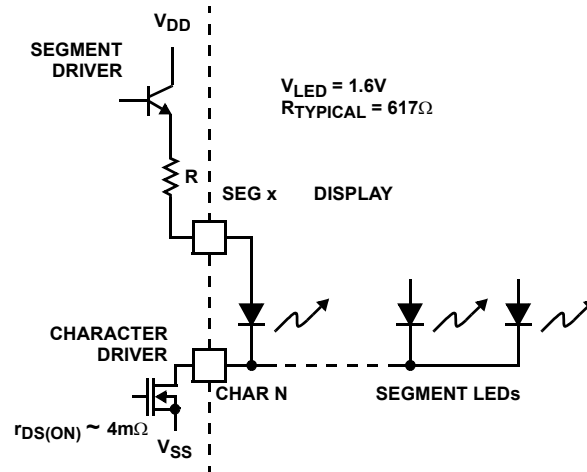 VDD
SEGMENT
DRIVER
VLED = 1.6V
RTYPICAL = 617Ω
R
SEG x
DISPLAY
CHARACTER
DRIVER
CHAR N
SEGMENT LEDs
rDS(ON) ~ 4mΩ
VSS